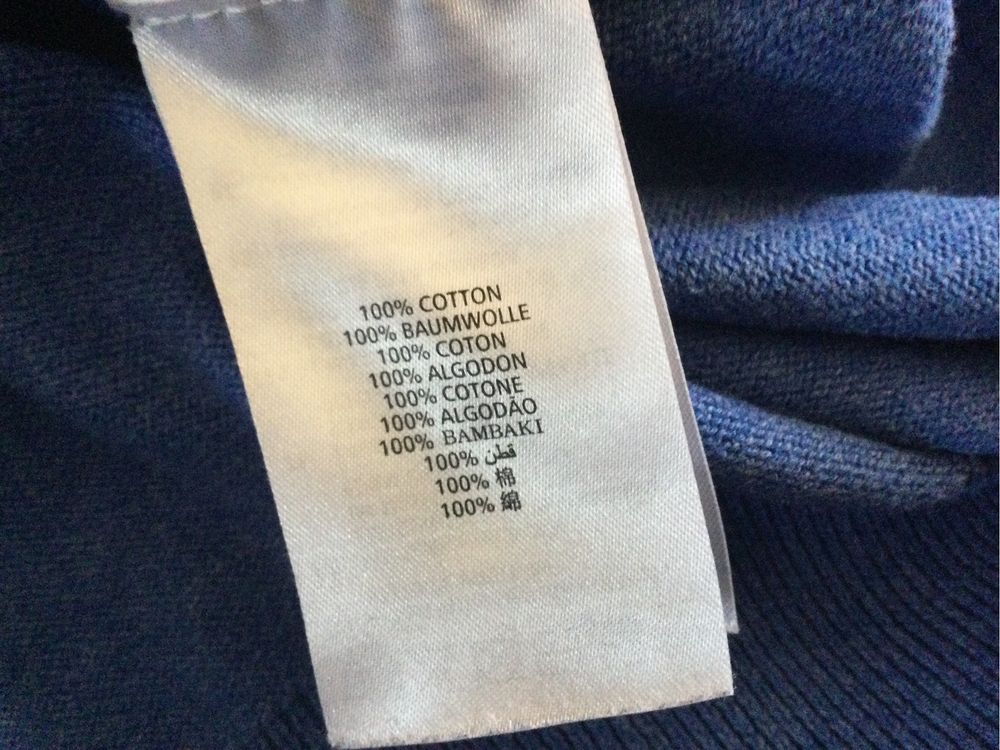 100% COTTON
100% BAUMWOLLE
100% COTON
100% ALGODON
100% COTONE
100% ALGODÃO
100% BAMBAKI
100% قطن
100% 棉
100% 綿